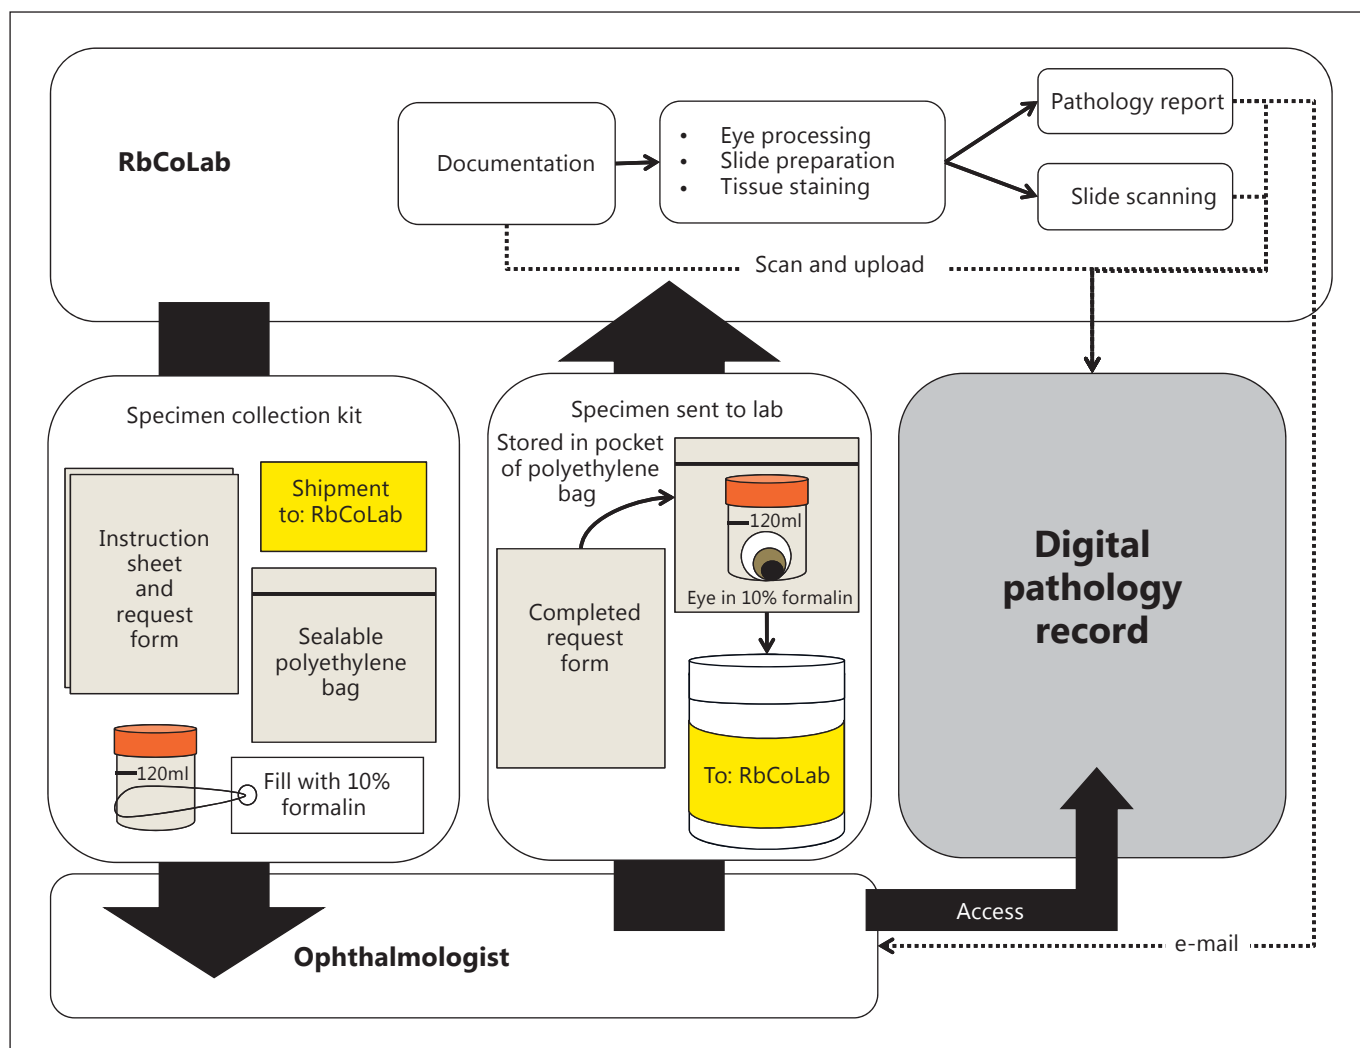 RbCoLab
Documentation
• Eye processing
• Slide preparation
• Tissue staining
Pathology report
Slide scanning
Scan and upload
Specimen collection kit
Instruction
sheet
and
request
form
Shipment
to: RbCoLab
Sealable
polyethylene
bag
120ml
Fill with 10%
formalin
Specimen sent to lab
Stored in pocket
of polyethylene
bag
120ml
Eye in 10% formalin
Completed
request
form
To: RbCoLab
Digital
pathology
record
Access
e-mail
Ophthalmologist